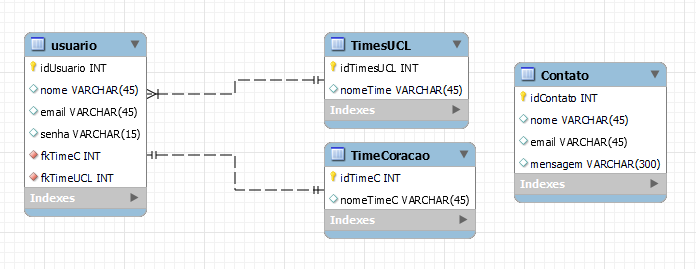 usuario
idUsuario INT
nome VARCHAR(45)
email VARCHAR(45)
senha VARCHAR(15)
fkTimeC INT
fkTimeUCL INT
Indexes
TimesUCL
idTimesUCL INT
nomeTime VARCHAR(45)
Indexes
TimeCoracao
idTimeC INT
nomeTimeC VARCHAR(45)
Indexes
Contato
idContato INT
nome VARCHAR(45)
email VARCHAR(45)
mensagem VARCHAR(300)
Indexes